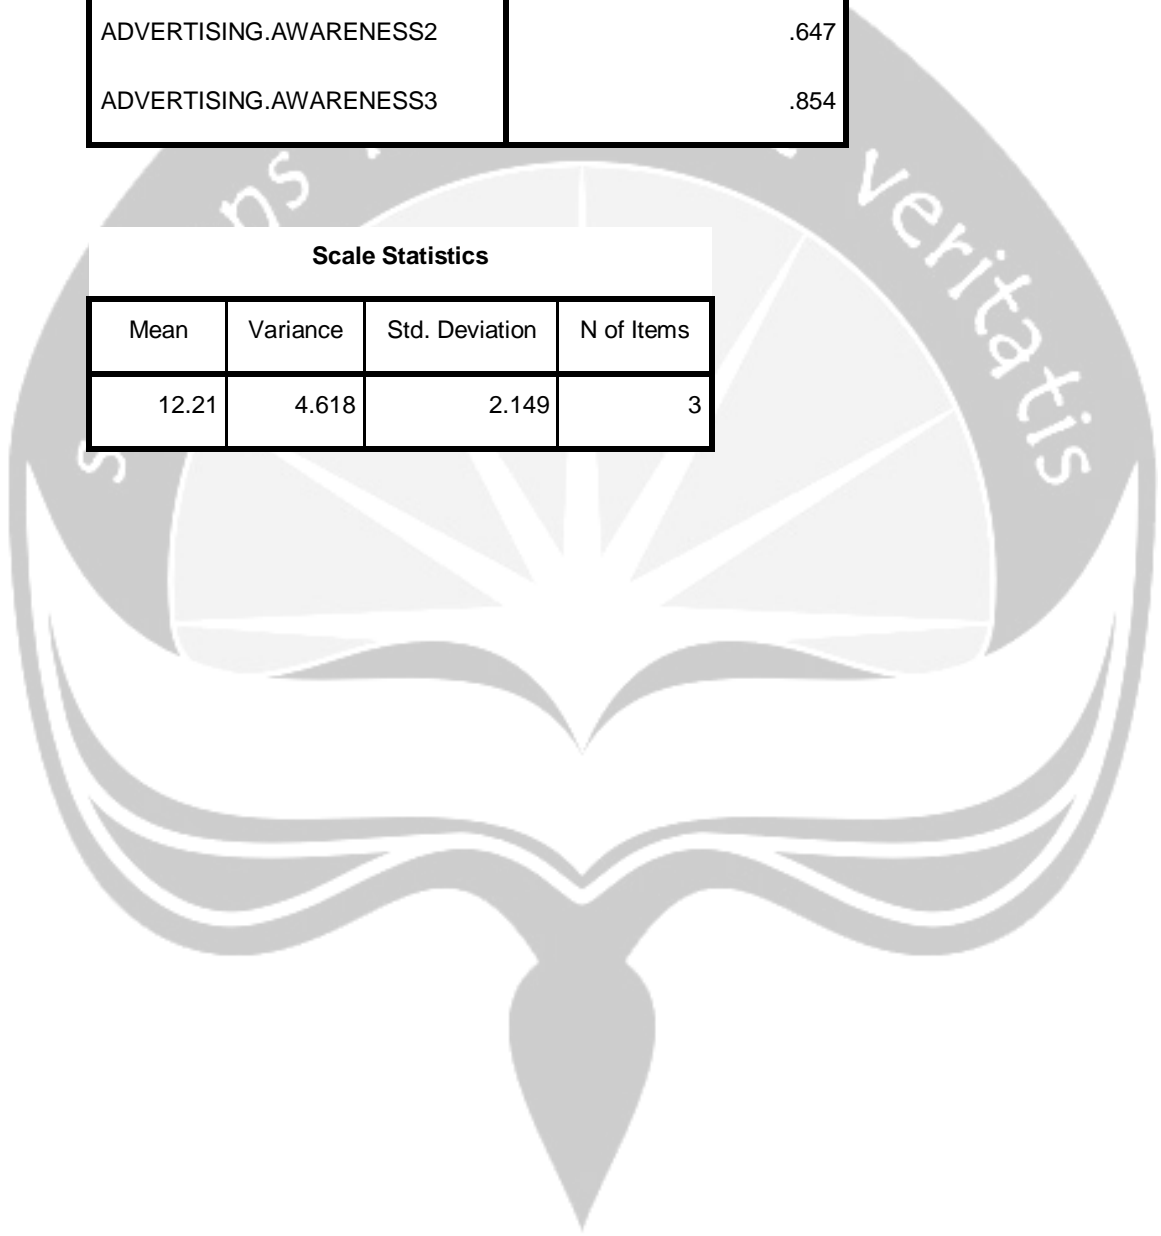 ADVERTISING.AWARENESS2 .647
ADVERTISING.AWARENESS3 .854
veritatis
Scale Statistics
Mean Variance Std. Deviation N of Items
12.21 4.618 2.149 3